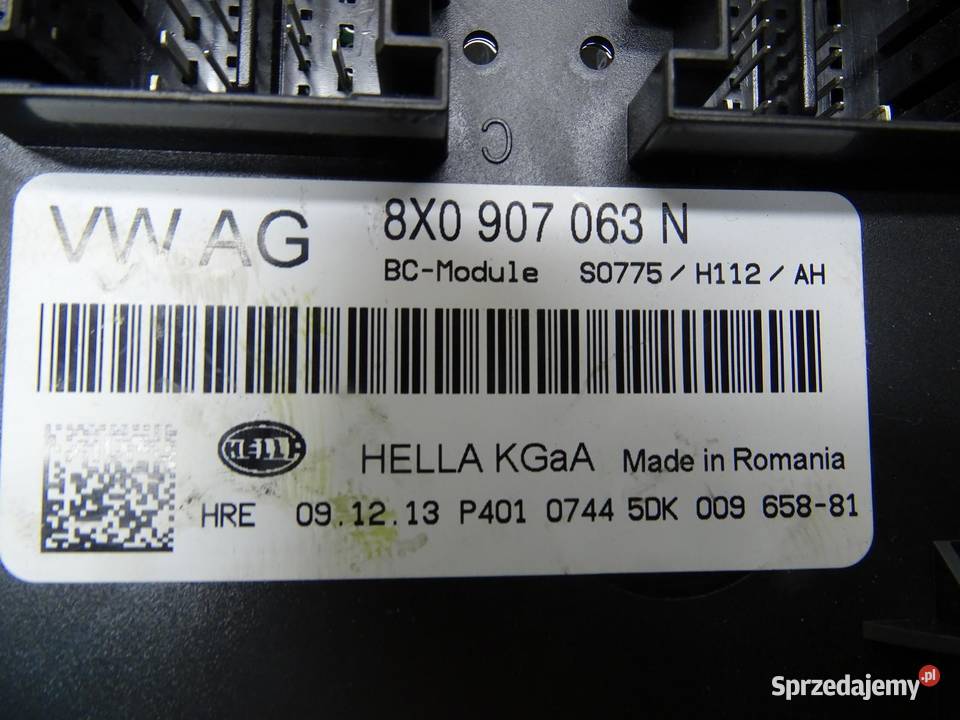 C
VW AG
8X0 907 063 N
BC-Module S0775 / H112 / AH
HELLA
HELLA KGaA Made in Romania
HRE 09.12.13 P401 0744 5DK 009 658-81
Sprzedajemy.pl